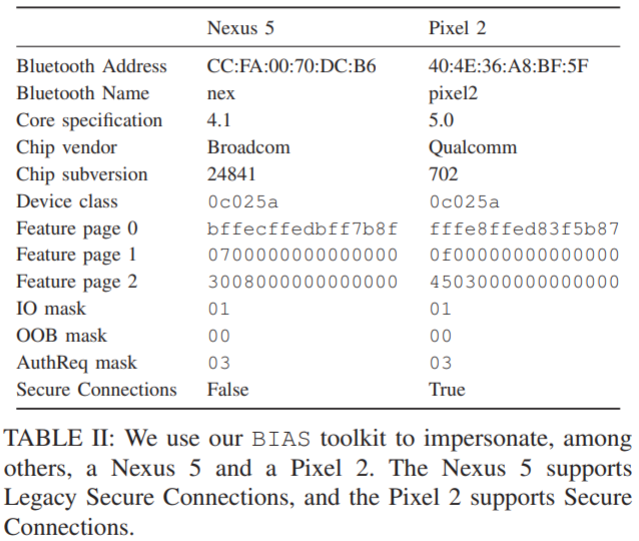 Nexus 5 Pixel 2
Bluetooth Address CC:FA:00:70:DC:B6 40:4E:36:A8:BF:5F
Bluetooth Name nex pixel2
Core specification 4.1 5.0
Chip vendor Broadcom Qualcomm
Chip subversion 24841 702
Device class 0c025a 0c025a
Feature page 0 bffecffedbff7b8f fffe8ffed83f5b87
Feature page 1 0700000000000000 0f00000000000000
Feature page 2 3008000000000000 4503000000000000
IO mask 01 01
OOB mask 00 00
AuthReq mask 03 03
Secure Connections False True
TABLE II: We use our BIAS toolkit to impersonate, among
others, a Nexus 5 and a Pixel 2. The Nexus 5 supports
Legacy Secure Connections, and the Pixel 2 supports Secure
Connections.